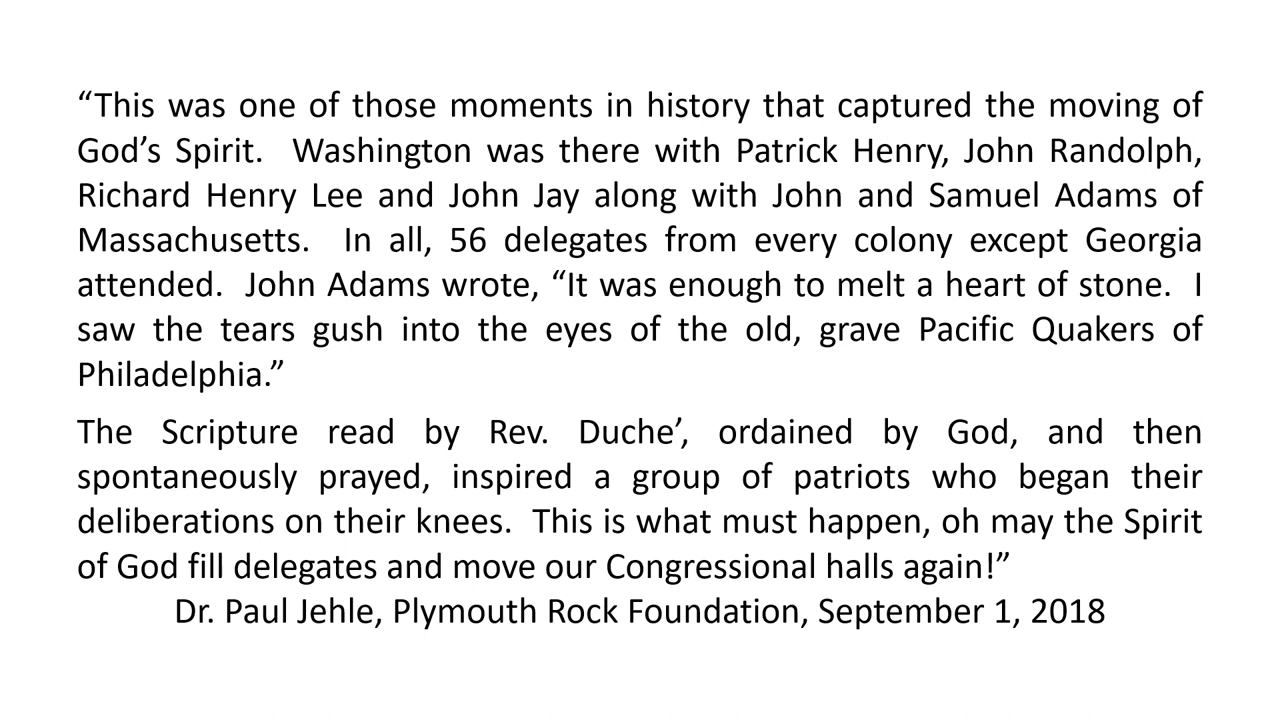 “This was one of those moments in history that captured the moving of
God’s Spirit.  Washington was there with Patrick Henry, John Randolph,
Richard Henry Lee and John Jay along with John and Samuel Adams of
Massachusetts.  In all, 56 delegates from every colony except Georgia
attended.  John Adams wrote, “It was enough to melt a heart of stone.  I
saw the tears gush into the eyes of the old, grave Pacific Quakers of
Philadelphia.”
The Scripture read by Rev. Duche’, ordained by God, and then
spontaneously prayed, inspired a group of patriots who began their
deliberations on their knees.  This is what must happen, oh may the Spirit
of God fill delegates and move our Congressional halls again!”
Dr. Paul Jehle, Plymouth Rock Foundation, September 1, 2018